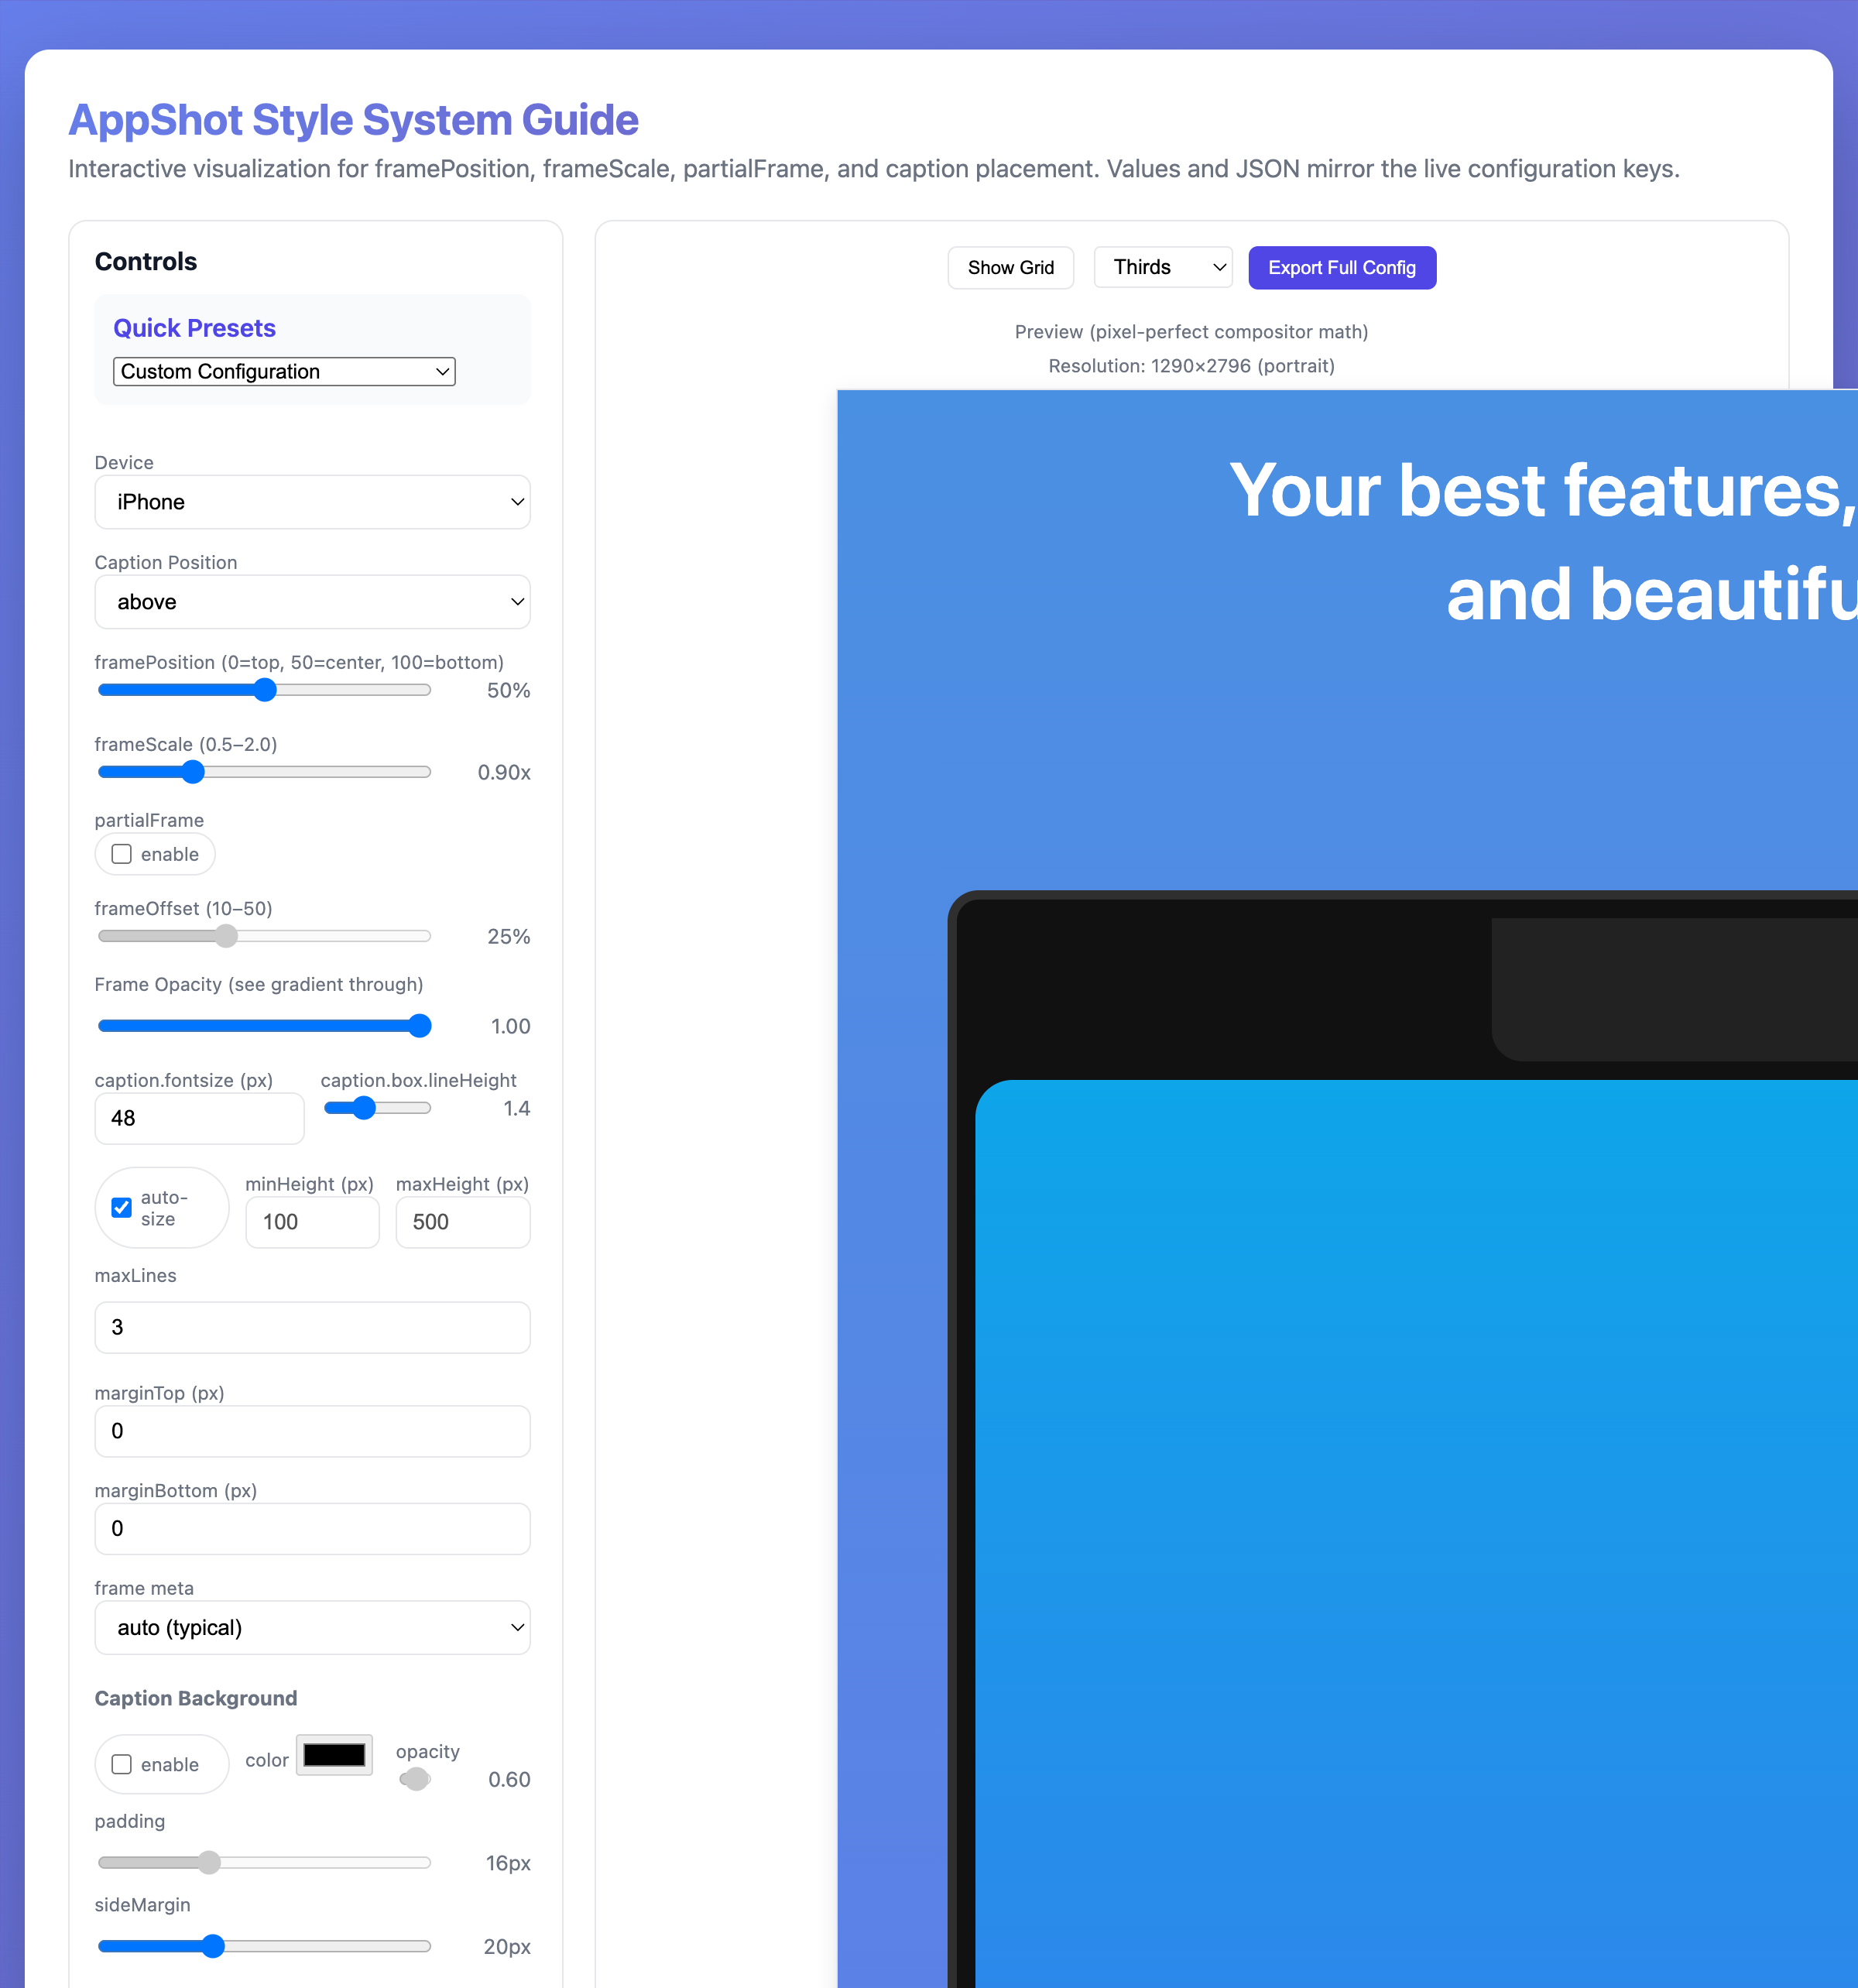 AppShot Style System Guide
Interactive visualization for framePosition, frameScale, partialFrame, and caption placement. Values and JSON mirror the live configuration keys.
Controls
Quick Presets
Custom Configuration
Device
iPhone
Caption Position
above
framePosition (0=top, 50=center, 100=bottom)
50%
frameScale (0.5–2.0)
0.90x
partialFrame
enable
frameOffset (10–50)
25%
Frame Opacity (see gradient through)
1.00
caption.fontsize (px)
48
caption.box.lineHeight
1.4
auto-
size
minHeight (px)
100
maxHeight (px)
500
maxLines
3
marginTop (px)
0
marginBottom (px)
0
frame meta
auto (typical)
Caption Background
enable
color
opacity
0.60
padding
16px
sideMargin
20px
Show Grid
Thirds
Export Full Config
Preview (pixel-perfect compositor math)
Resolution: 1290×2796 (portrait)
Your best features,
and beautifu